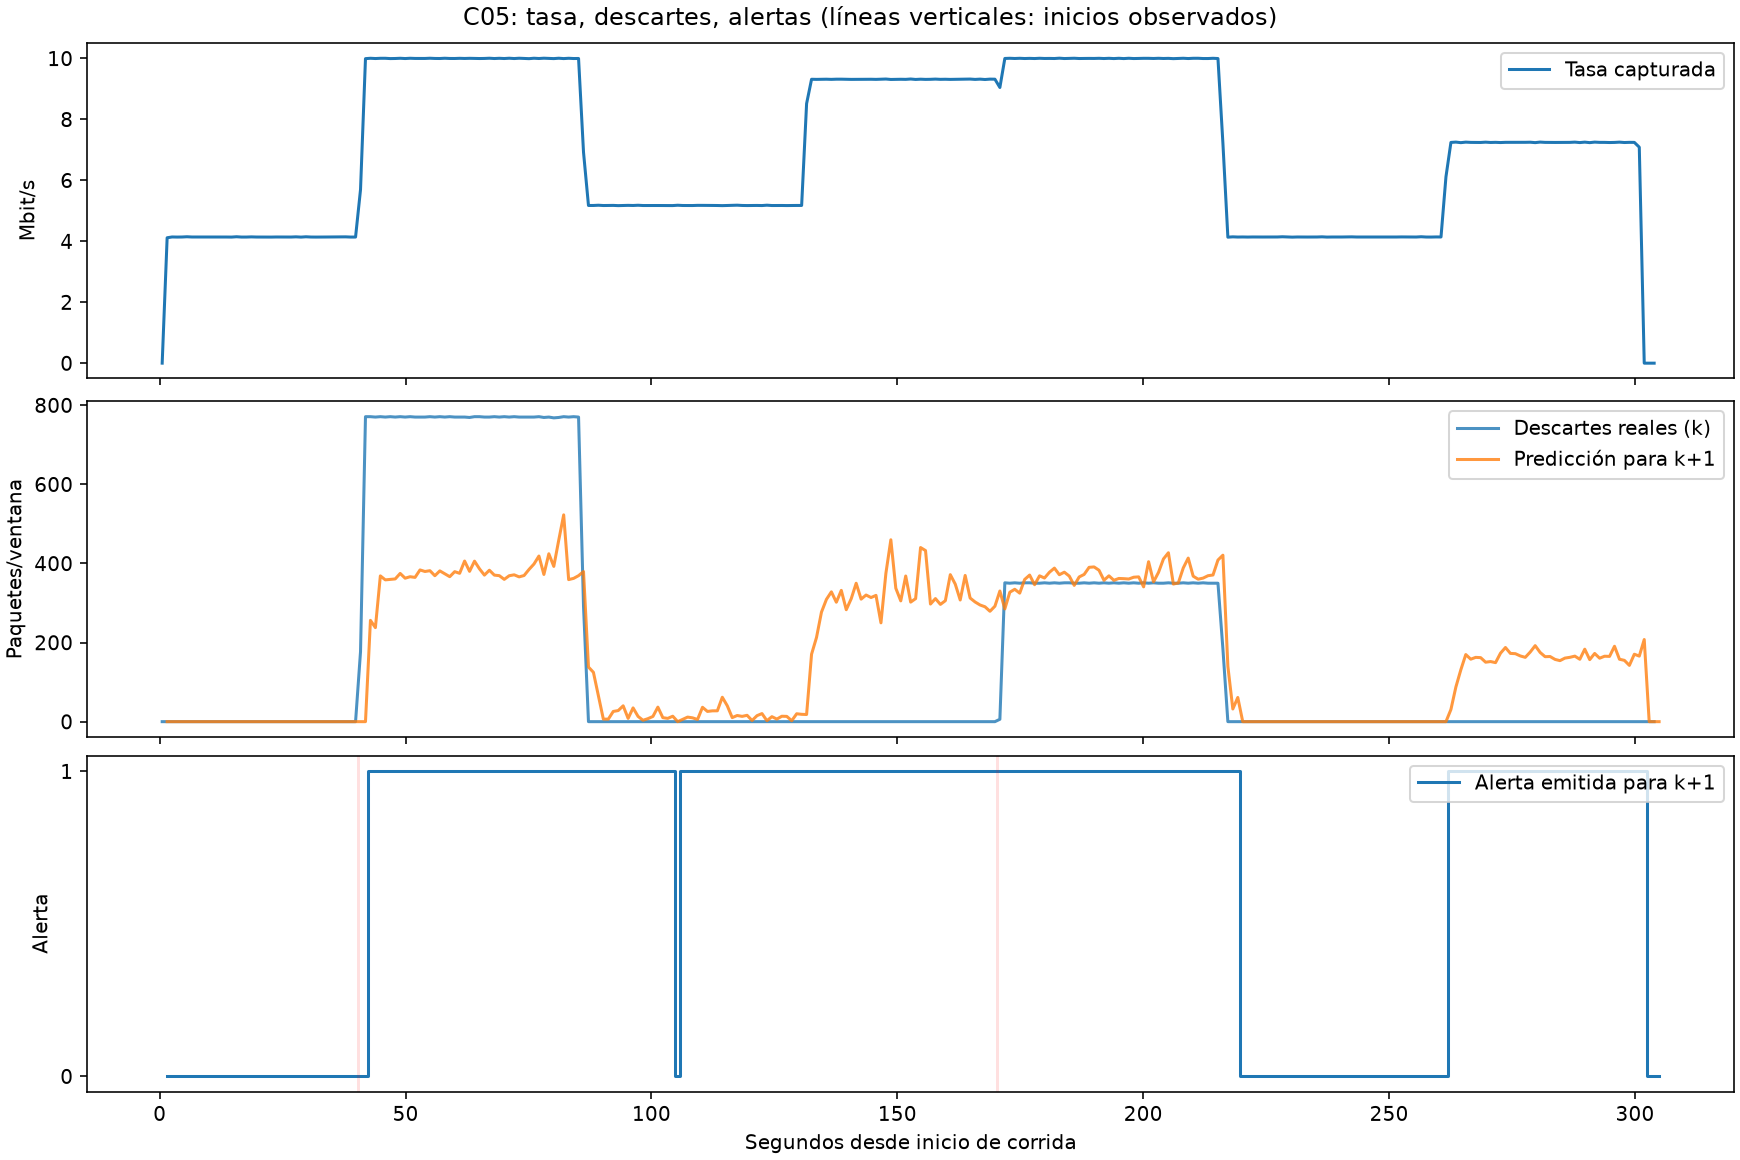 C05: tasa, descartes, alertas (líneas verticales: inicios observados)
10
8
6
4
2
0
Mbit/s
Tasa capturada
800
600
400
200
0
Paquetes/ventana
Descartes reales (k)
Predicción para k+1
1
0
Alerta
Alerta emitida para k+1
0 50 100 150 200 250 300
Segundos desde inicio de corrida